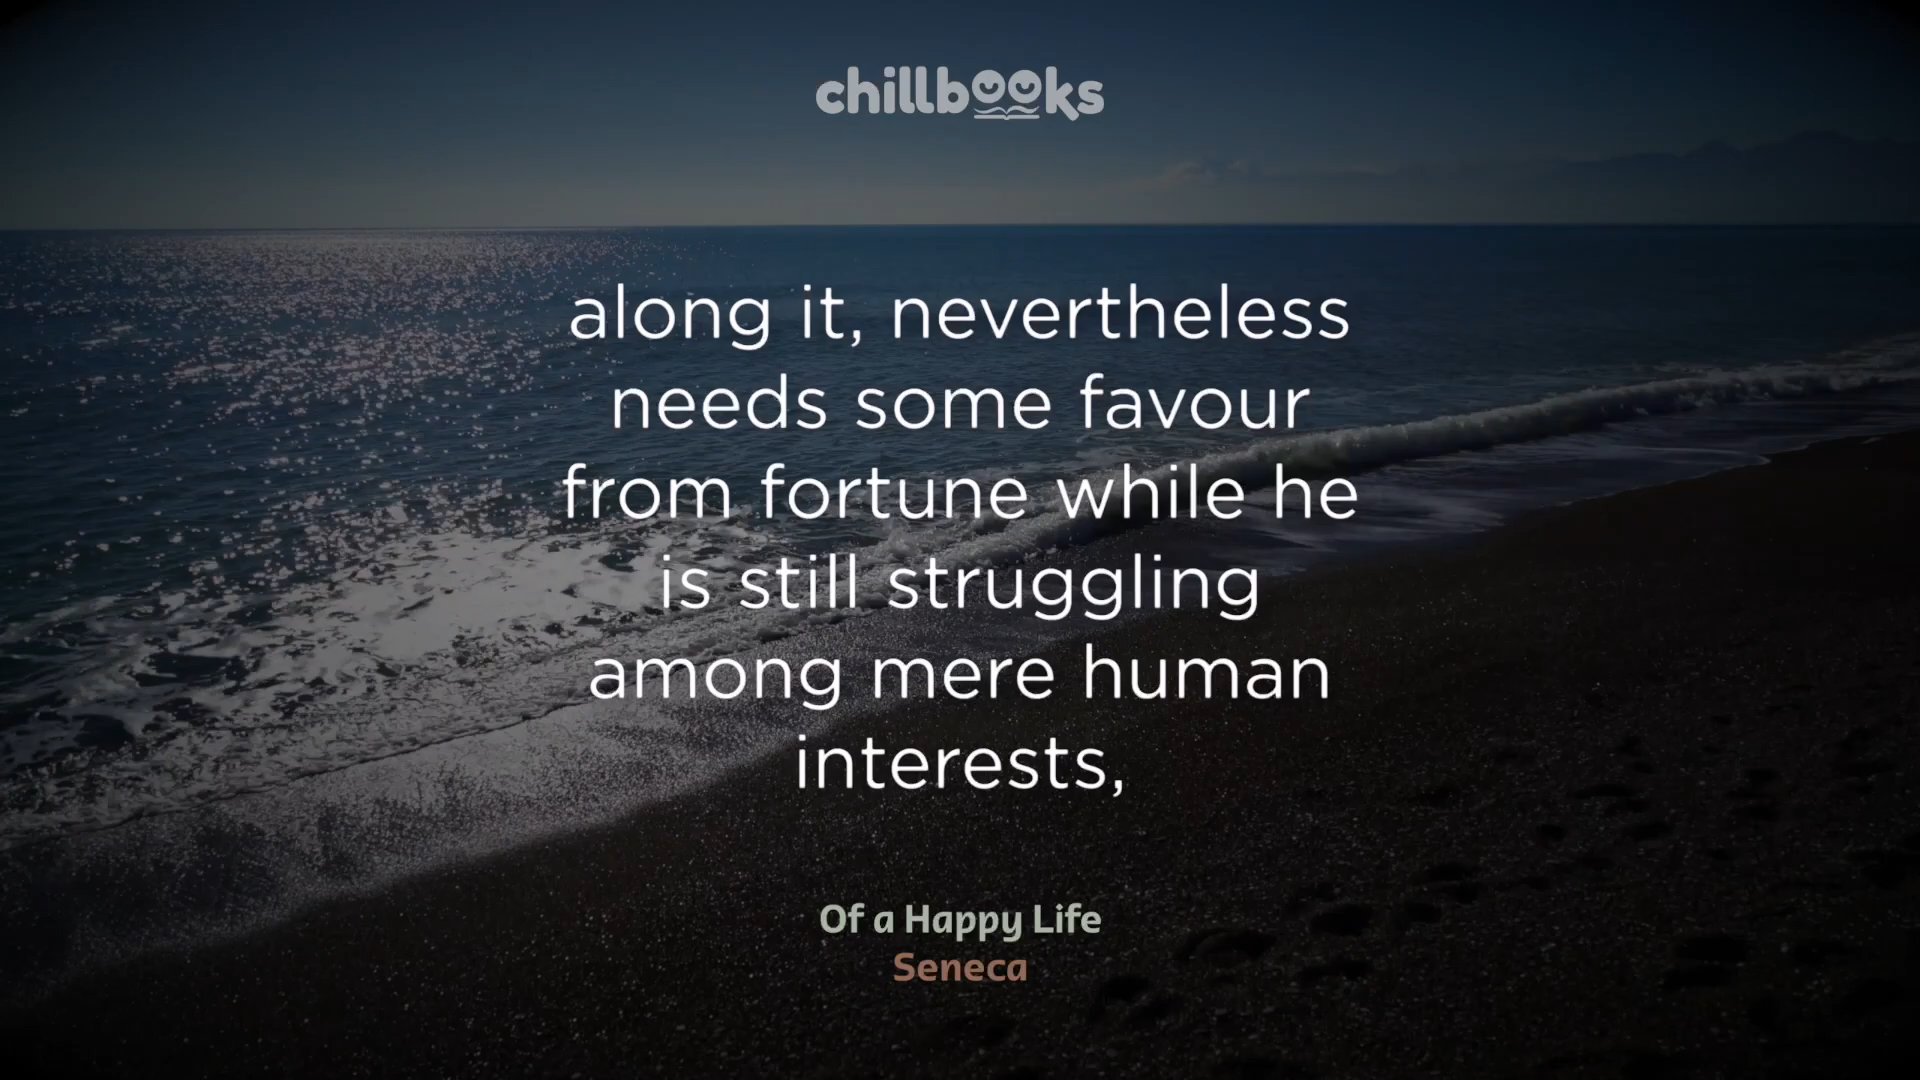 chillbooks
along it, nevertheless
needs some favour
from fortune while he
is still struggling
among mere human
interests,
Of a Happy Life
Seneca